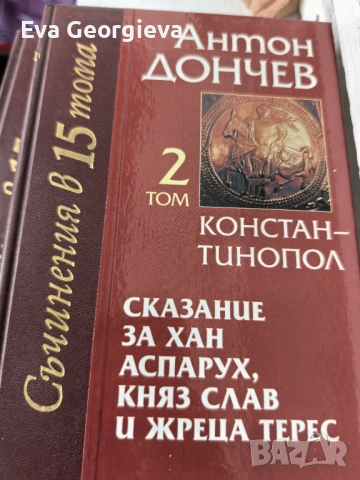 Eva Georgieva
Антон
ДОНЧЕВ
Съчинения в 15 тома
2
ТОМ
КОНСТАН-
ТИНОПОЛ
СКАЗАНИЕ
ЗА ХАН
АСПАРУХ,
КНЯЗ СЛАВ
И ЖРЕЦА ТЕРЕС
bazar